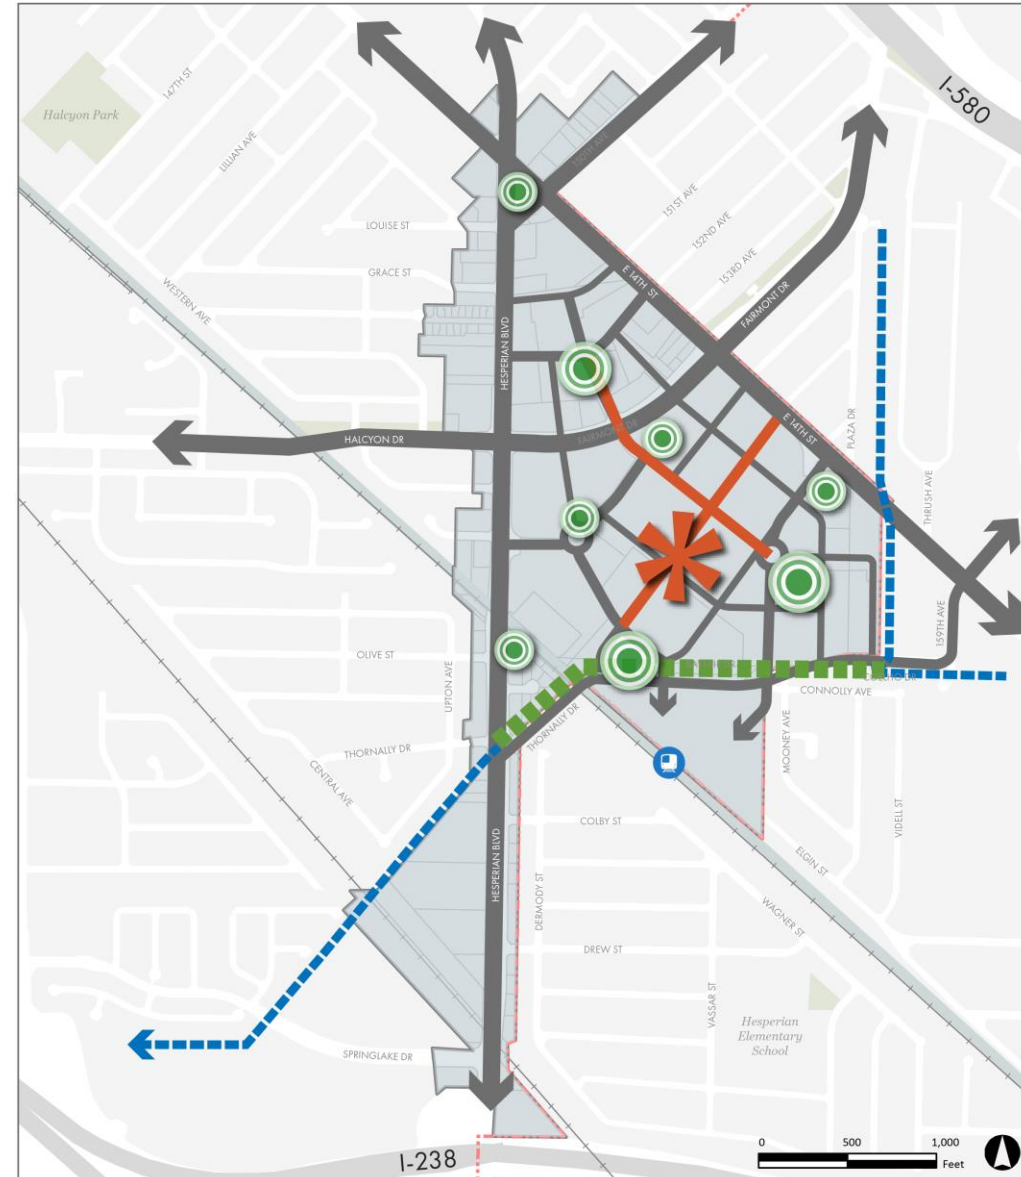 I-580
147TH ST
Halcyon Park
LILLIAN AVE
150TH AVE
151ST AVE
LOUISE ST
152ND AVE
GRACE ST
153RD AVE
E 14TH ST
WESTERN AVE
FAIRMONT DR
HESPERIAN BLVD
PLAZA DR
E 14TH ST
HALCYON DR
FAIRMONT DR
THRUSH AVE
159TH AVE
OLIVE ST
UPTON AVE
COELHO DR
CONNOLLY AVE
THORNALLY DR
MOONEY AVE
THORNALLY DR
CENTRAL AVE
VIDELL ST
COLBY ST
HESPERIAN BLVD
ELGIN ST
DERMODY ST
WAGNER ST
DREW ST
VASSAR ST
Hesperian
Elementary
School
SPRINGLAKE DR
0 500 1,000
Feet
I-238